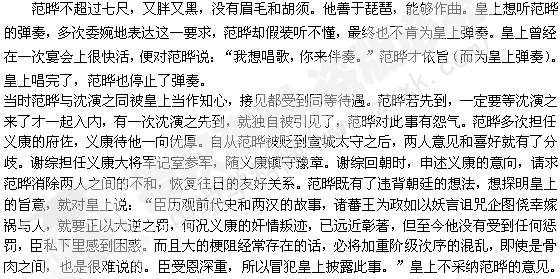 范晔不超过七尺，又胖又黑，没有眉毛和胡须。他善于琵琶，能够作曲。皇上想听范晔
的弹奏，多次委婉地表达这一要求，范晔却假装听不懂，最终也不肯为皇上弹奏。皇上曾经
在一次宴会上很快活，便对范晔说：“我想唱歌，你来伴奏。”范晔才依旨（而为皇上弹奏）。
皇上唱完了，范晔也停止了弹奏。
当时范晔与沈演之同被皇上当作知心，接见都受到同等待遇。范晔若先到，一定要等沈演
之来了才一起入内，有一次沈演之先到，就独自被引见了，范晔对此事有怨气。范晔多次担任
义康的府佐，义康待他一向优厚。自从范晔被贬到宣城太守之后，两人意见和喜好就有了分
歧。谢综担任义康大将军记室参军，随义康镇守豫章。谢综回朝时，申述义康的意向，请求
范晔消除两人之间的不和，恢复往日的友好关系。范晔既有了违背朝廷的想法，想探明皇上
的旨意，就对皇上说：“臣历观前代史和两汉的故事，诸蕃王为政如以妖言诅咒企图侥幸嫁
祸与人，就要正以大逆之罚，何况义康的奸情叛迹，已远近彰著，但至今他没有受到任何惩
罚，臣私下里感到困惑。而且大的梗阻经常存在的话，必将加重阶级次序的混乱，即使是骨
肉之间，也是很难说的。臣受恩深重，所以冒犯皇上披露此事。”皇上不采纳范晔的意见。